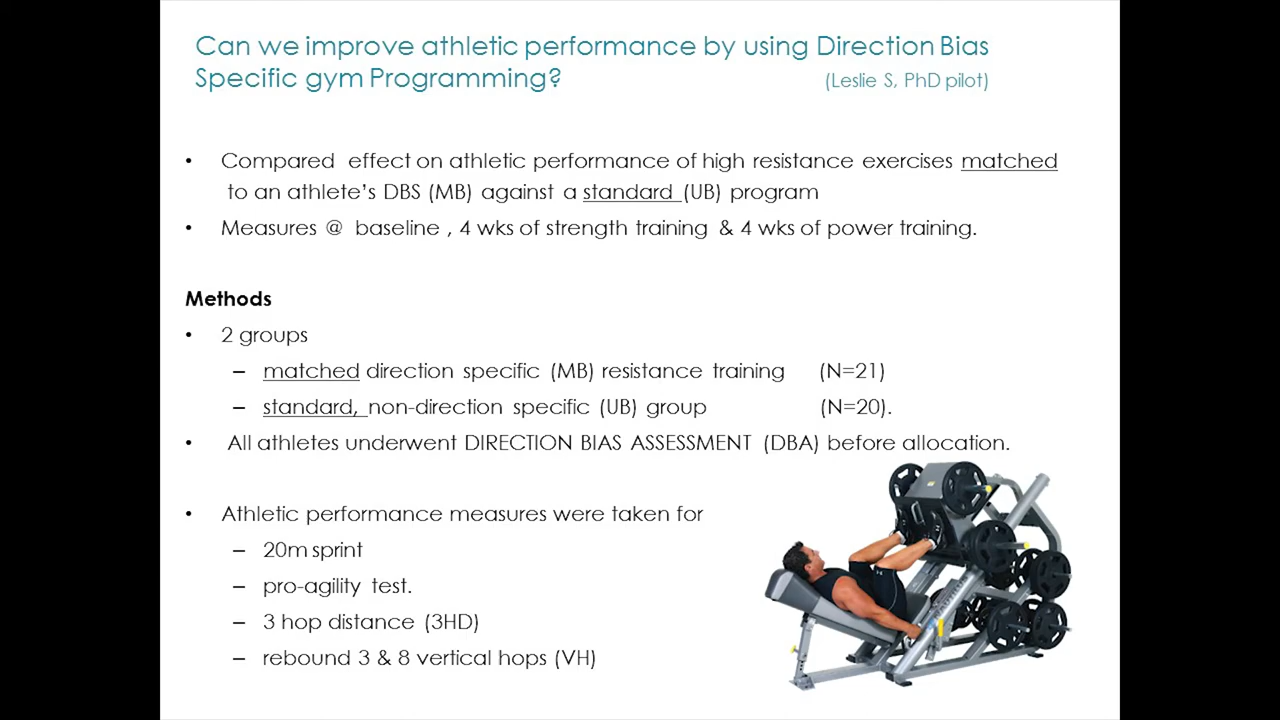 Can we improve athletic performance by using Direction Bias
Specific gym Programming? (Leslie S, PhD pilot)
• Compared effect on athletic performance of high resistance exercises matched
to an athlete's DBS (MB) against a standard (UB) program
• Measures @ baseline , 4 wks of strength training & 4 wks of power training.
Methods
• 2 groups
– matched direction specific (MB) resistance training (N=21)
– standard, non-direction specific (UB) group (N=20).
• All athletes underwent DIRECTION BIAS ASSESSMENT (DBA) before allocation.
• Athletic performance measures were taken for
– 20m sprint
– pro-agility test.
– 3 hop distance (3HD)
– rebound 3 & 8 vertical hops (VH)